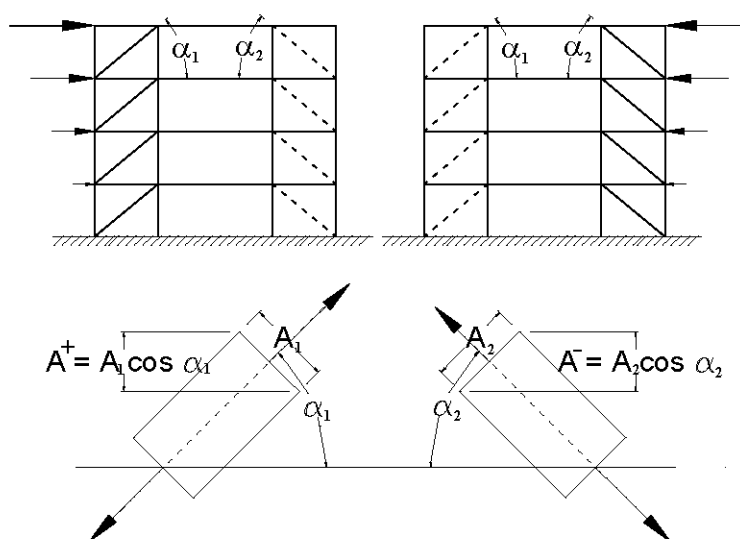 α₁ α₂ α₁ α₂
A⁺= A₁cos α₁ A₁ α₁ α₂ A₂ A⁻= A₂cos α₂